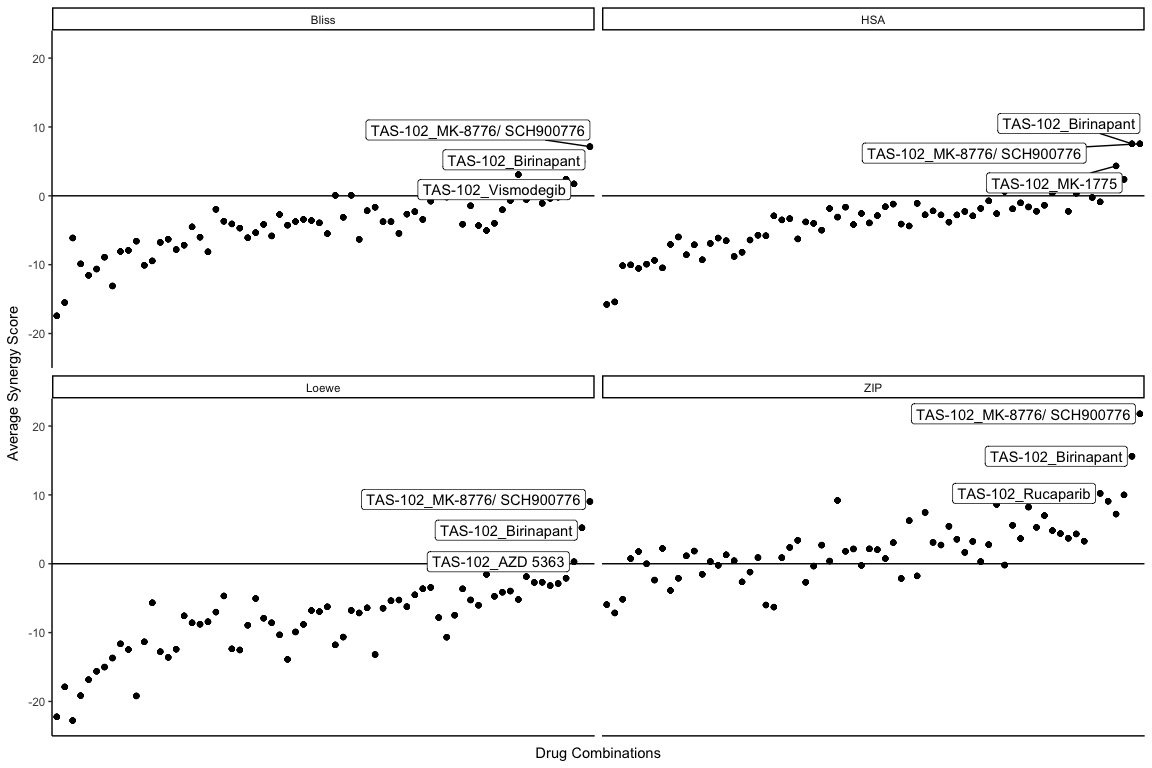 Bliss
HSA
20
10
0
-10
-20
TAS-102_MK-8776/ SCH900776
TAS-102_Birinapant
TAS-102_Vismodegib
TAS-102_Birinapant
TAS-102_MK-8776/ SCH900776
TAS-102_MK-1775
Average Synergy Score
Loewe
ZIP
20
10
0
-10
-20
TAS-102_MK-8776/ SCH900776
TAS-102_Birinapant
TAS-102_AZD 5363
TAS-102_MK-8776/ SCH900776
TAS-102_Birinapant
TAS-102_Rucaparib
Drug Combinations